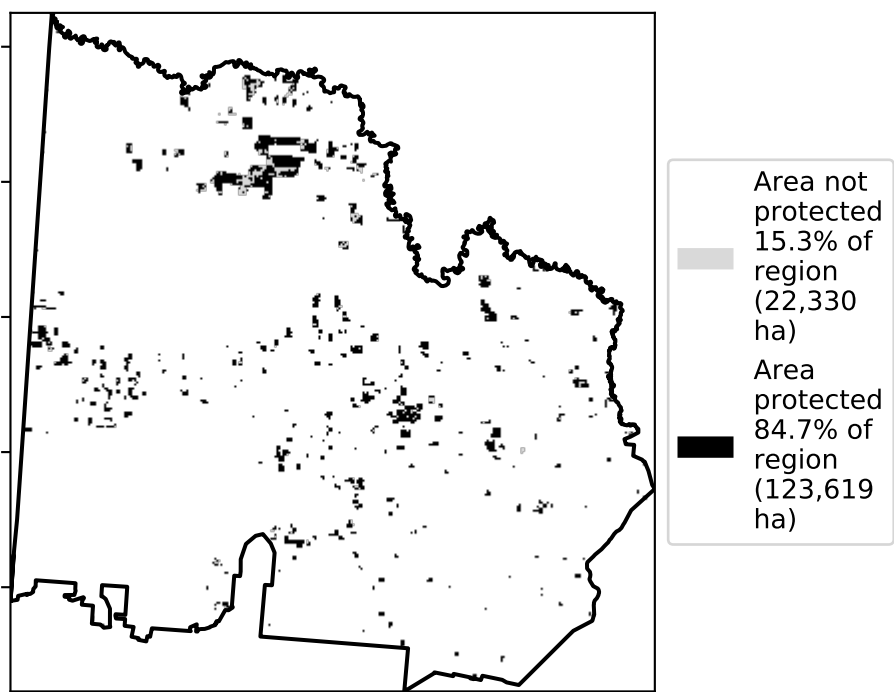 Area not
protected
15.3% of
region
(22,330
ha)
Area
protected
84.7% of
region
(123,619
ha)